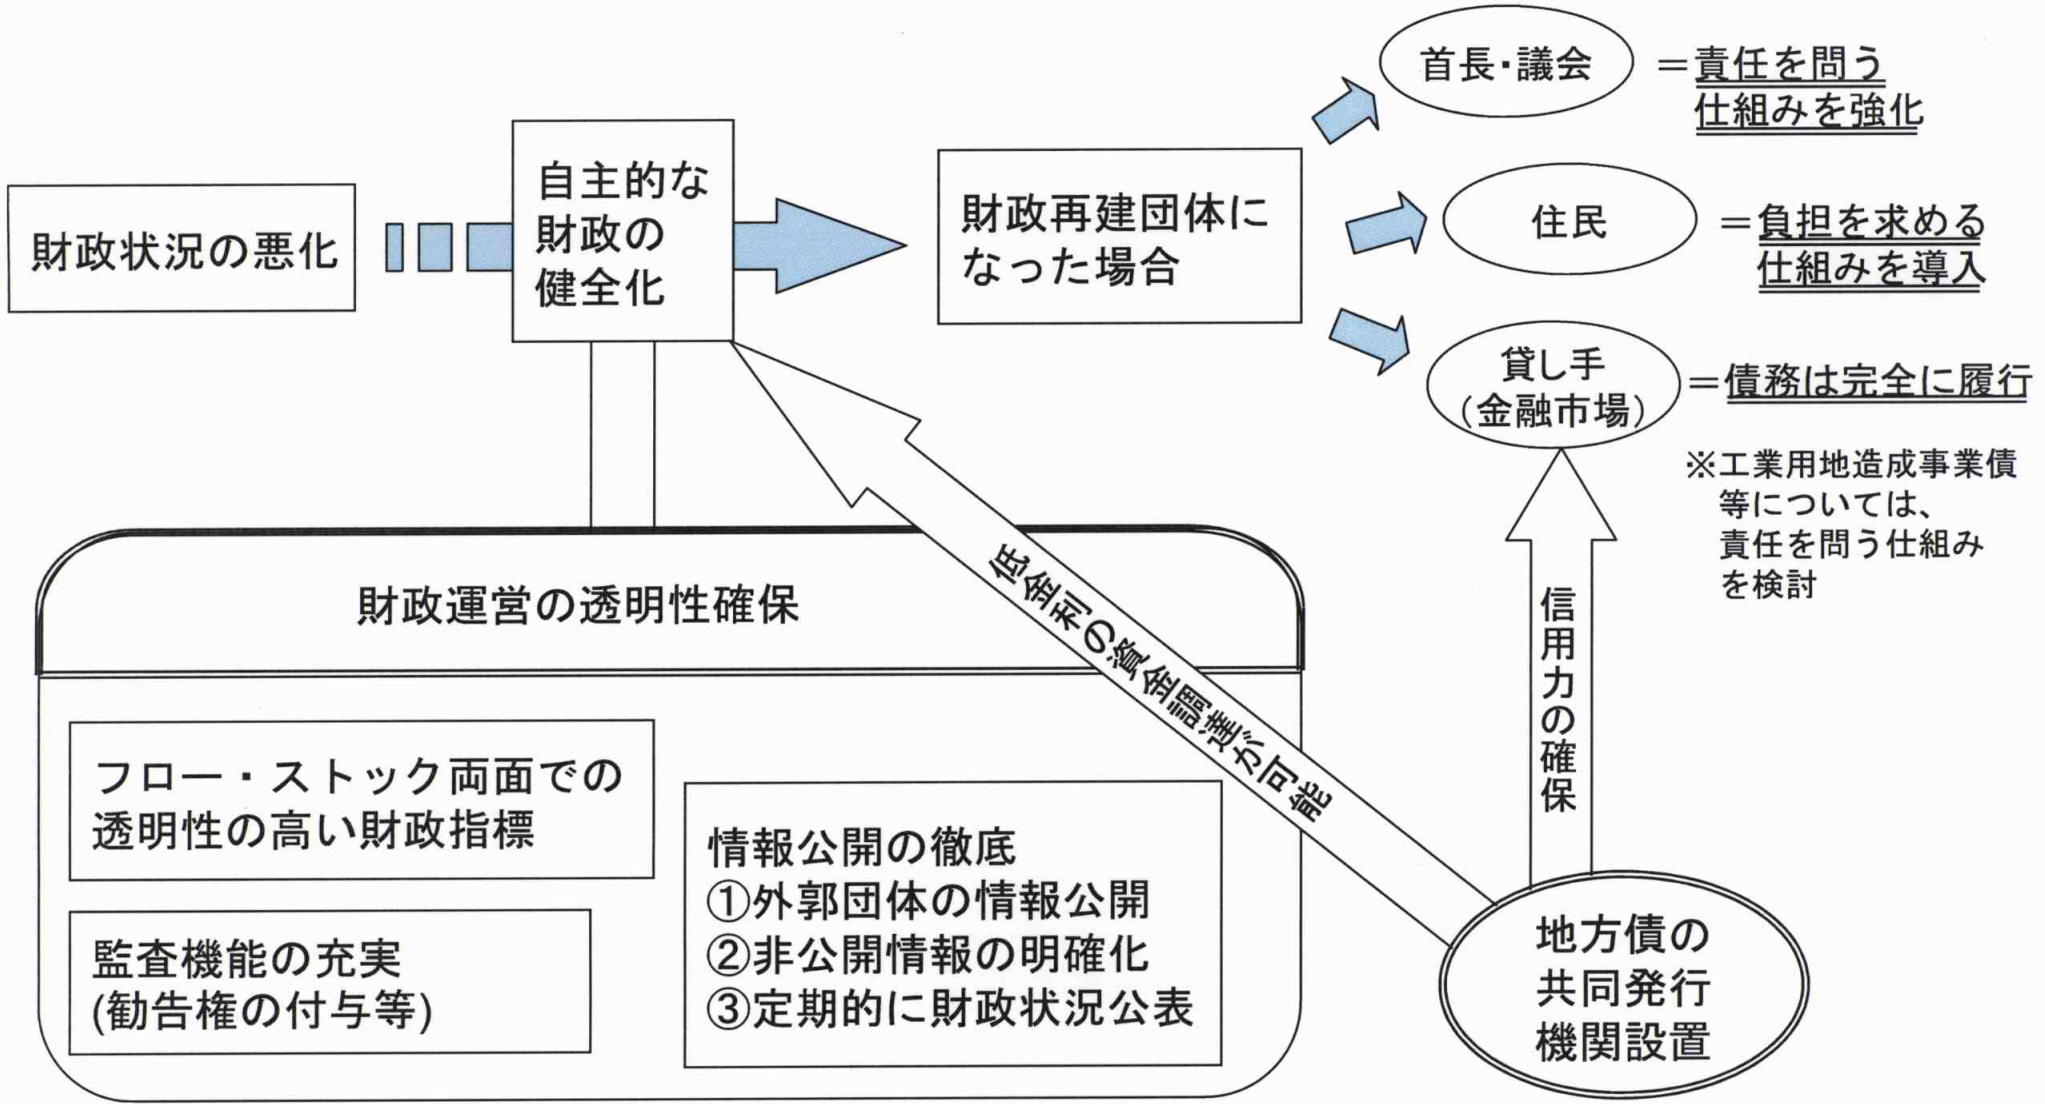 財政状況の悪化
自主的な
財政の
健全化
財政再建団体に
なった場合
首長・議会
＝責任を問う
仕組みを強化
住民
＝負担を求める
仕組みを導入
貸し手
(金融市場)
＝債務は完全に履行
※工業用地造成事業債
等については、
責任を問う仕組み
を検討
財政運営の透明性確保
フロー・ストック両面での
透明性の高い財政指標
監査機能の充実
(勧告権の付与等)
情報公開の徹底
①外郭団体の情報公開
②非公開情報の明確化
③定期的に財政状況公表
低金利の資金調達が可能
信用力の確保
地方債の
共同発行
機関設置